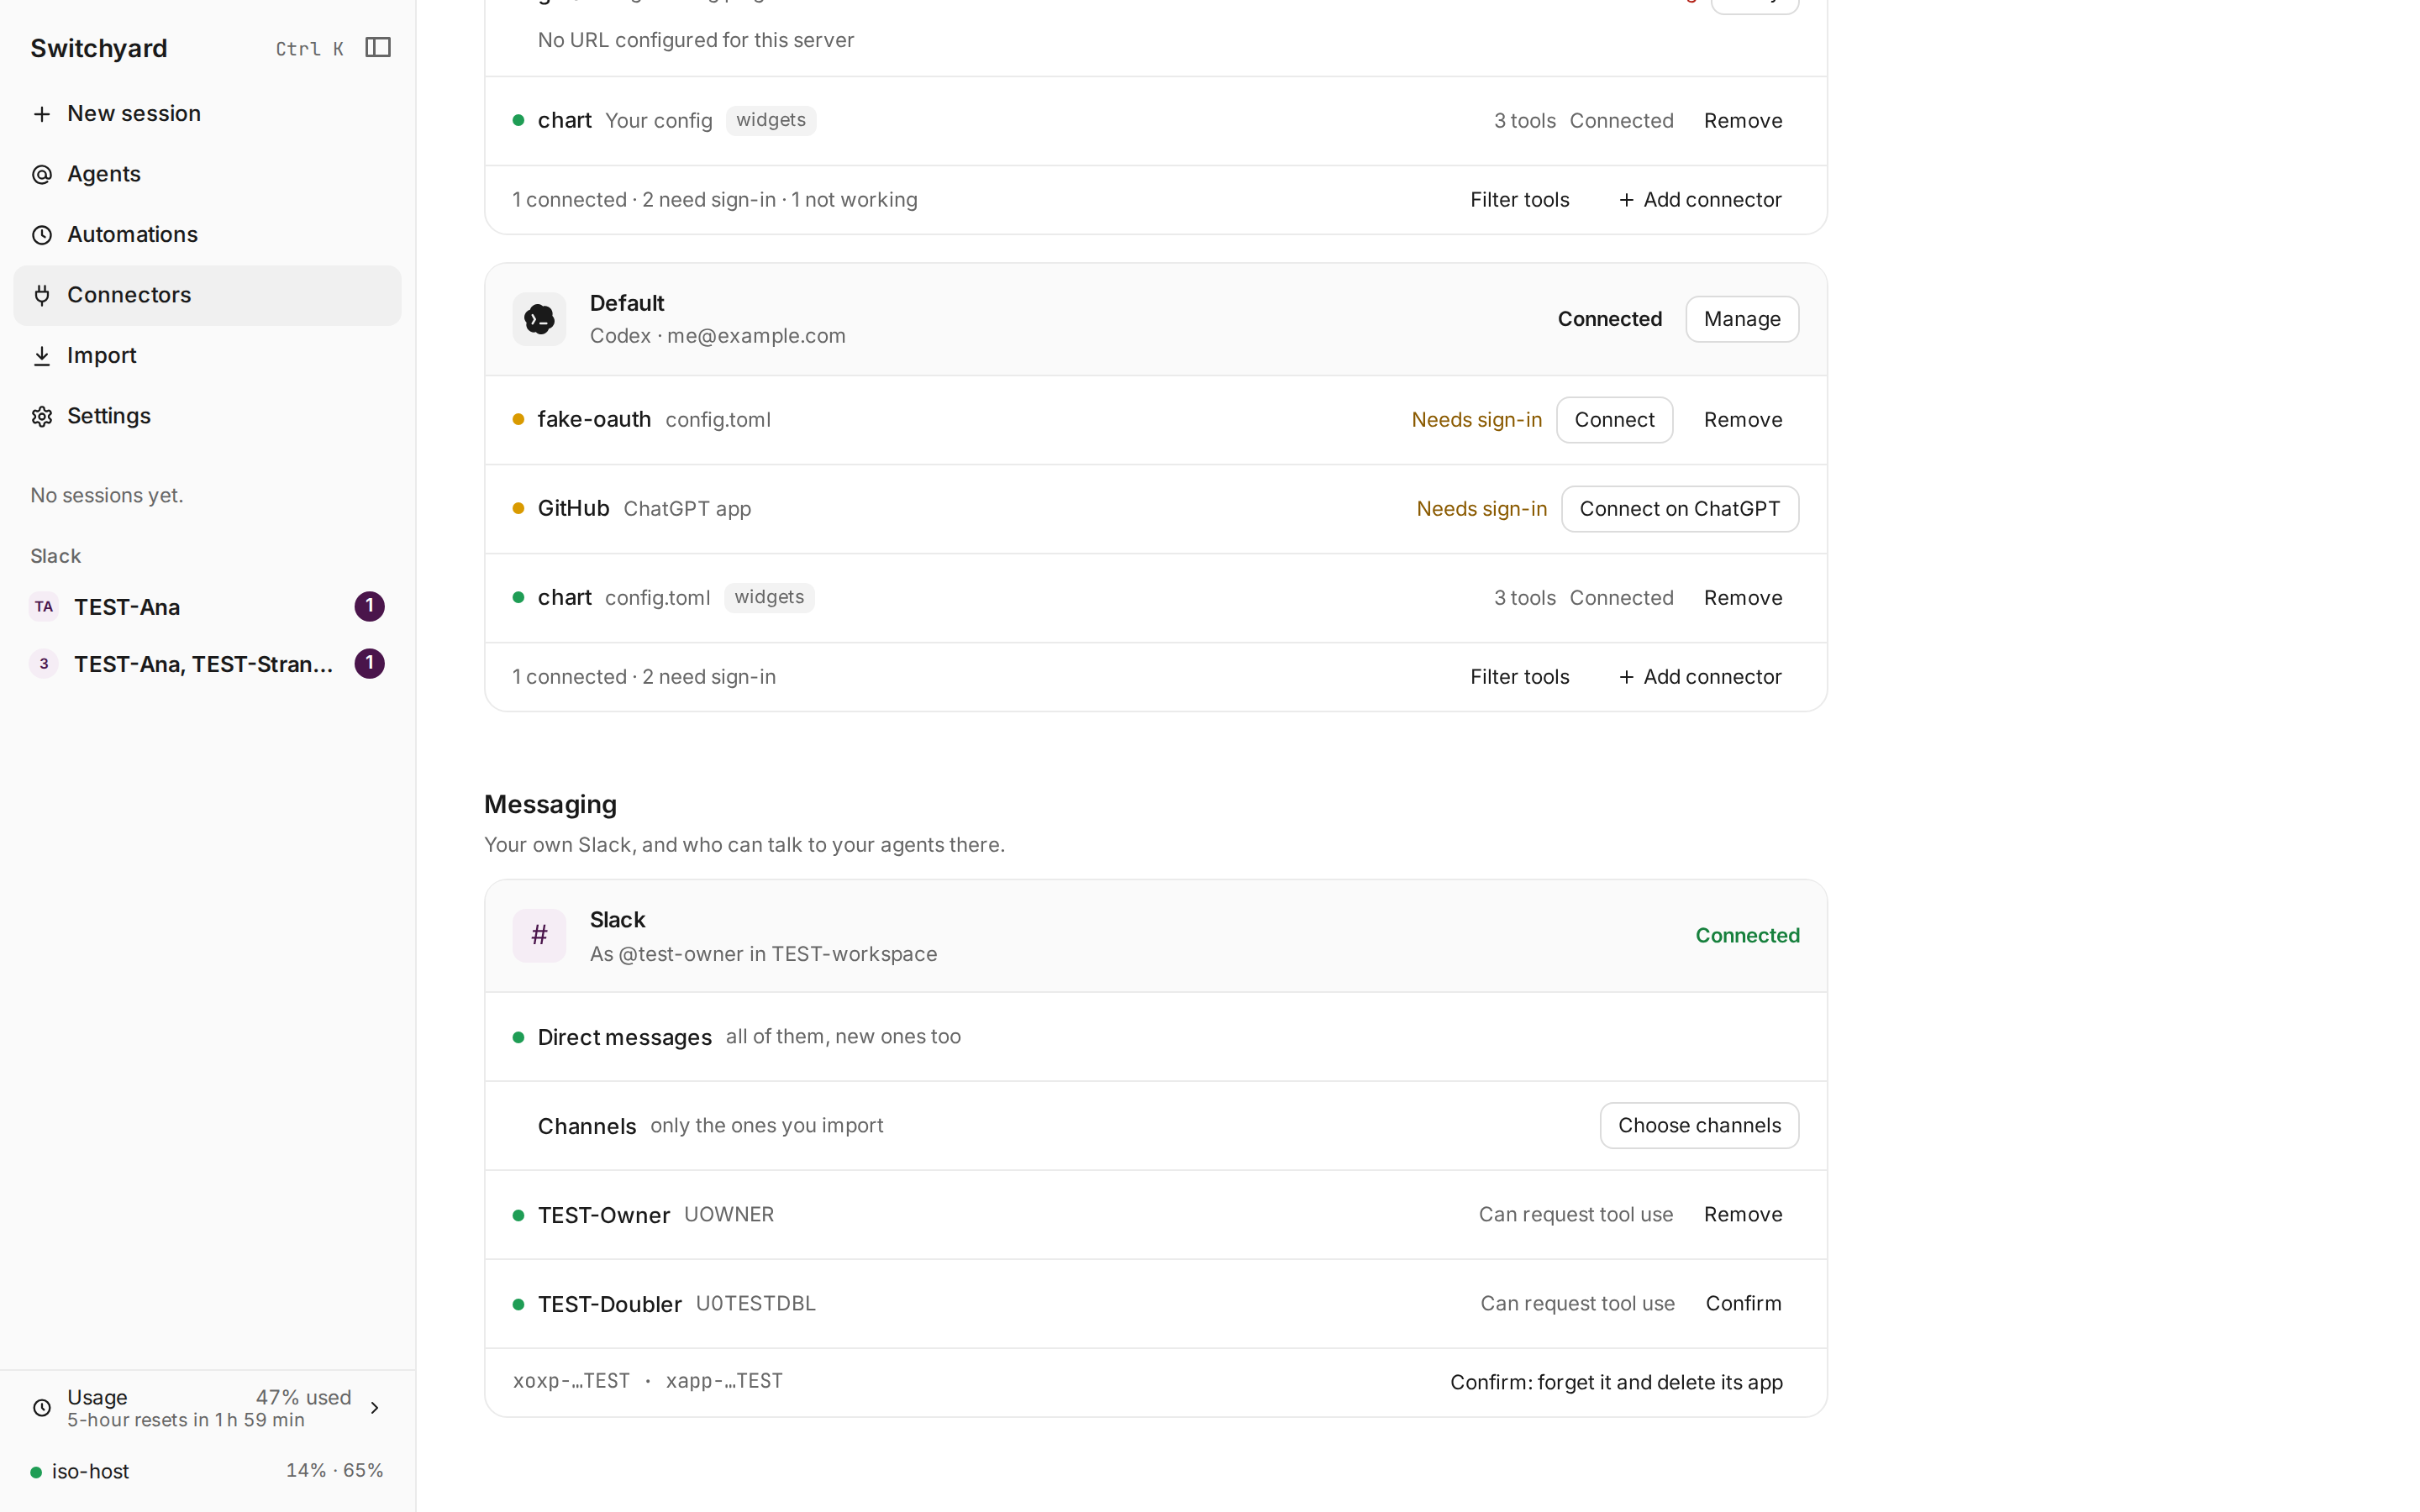 Switchyard Ctrl K
New session
Agents
Automations
Connectors
Import
Settings
No sessions yet.
Slack
TA TEST-Ana 1
3 TEST-Ana, TEST-Stran... 1
Usage 47% used
5-hour resets in 1 h 59 min
iso-host 14% · 65%
No URL configured for this server
chart Your config widgets 3 tools Connected Remove
1 connected · 2 need sign-in · 1 not working Filter tools + Add connector
Default
Codex · me@example.com Connected Manage
fake-oauth config.toml Needs sign-in Connect Remove
GitHub ChatGPT app Needs sign-in Connect on ChatGPT
chart config.toml widgets 3 tools Connected Remove
1 connected · 2 need sign-in Filter tools + Add connector
Messaging
Your own Slack, and who can talk to your agents there.
# Slack
As @test-owner in TEST-workspace Connected
Direct messages all of them, new ones too
Channels only the ones you import Choose channels
TEST-Owner UOWNER Can request tool use Remove
TEST-Doubler U0TESTDBL Can request tool use Confirm
xoxp-…TEST · xapp-…TEST Confirm: forget it and delete its app